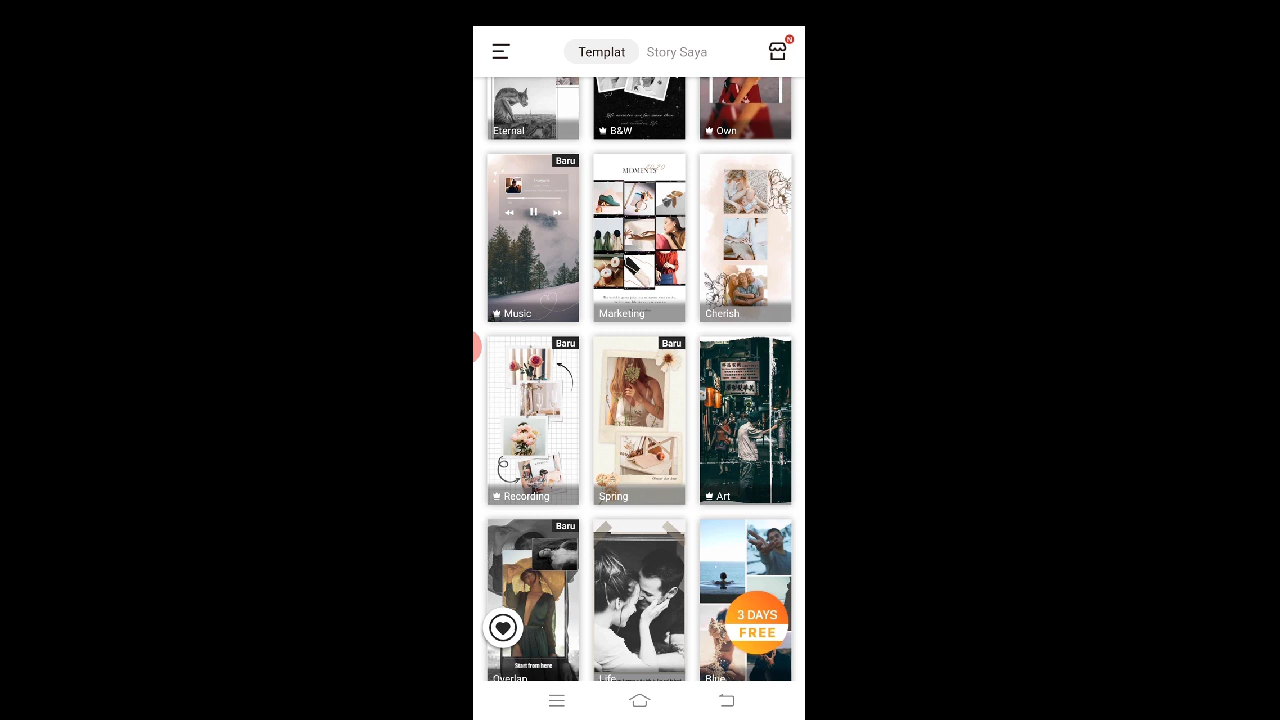 Templat
Story Saya
N
Eternal
B&W
Own
Baru
Music
MOMENTS
Marketing
Cherish
Baru
Recording
Baru
Spring
Art
Baru
Start from here
Overlap
Life
3 DAYS
FREE
Blue